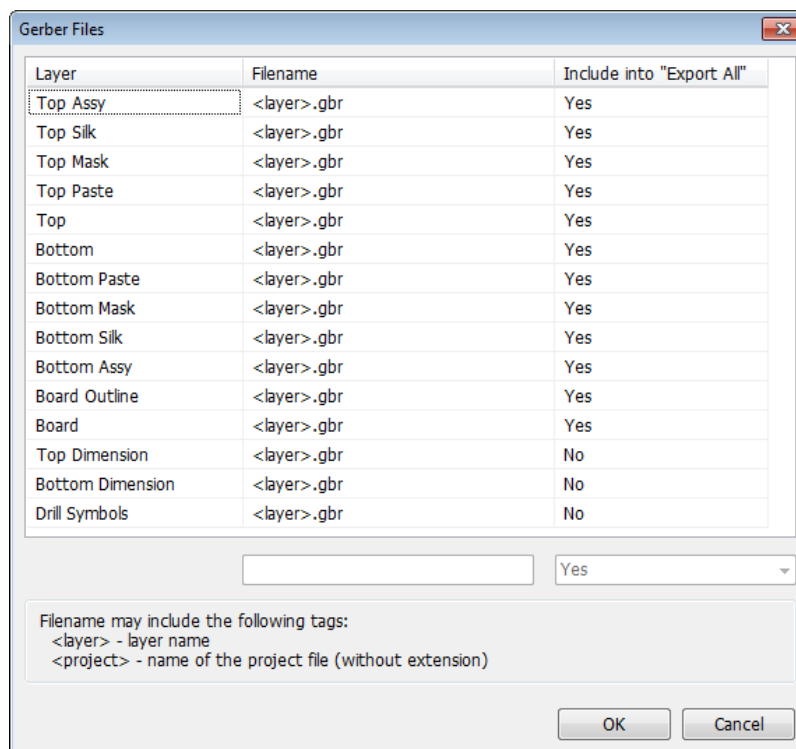 Gerber Files
Layer Filename Include into "Export All"
Top Assy <layer>.gbr Yes
Top Silk <layer>.gbr Yes
Top Mask <layer>.gbr Yes
Top Paste <layer>.gbr Yes
Top <layer>.gbr Yes
Bottom <layer>.gbr Yes
Bottom Paste <layer>.gbr Yes
Bottom Mask <layer>.gbr Yes
Bottom Silk <layer>.gbr Yes
Bottom Assy <layer>.gbr Yes
Board Outline <layer>.gbr Yes
Board <layer>.gbr Yes
Top Dimension <layer>.gbr No
Bottom Dimension <layer>.gbr No
Drill Symbols <layer>.gbr No
Yes
Filename may include the following tags:
<layer> - layer name
<project> - name of the project file (without extension)
OK Cancel